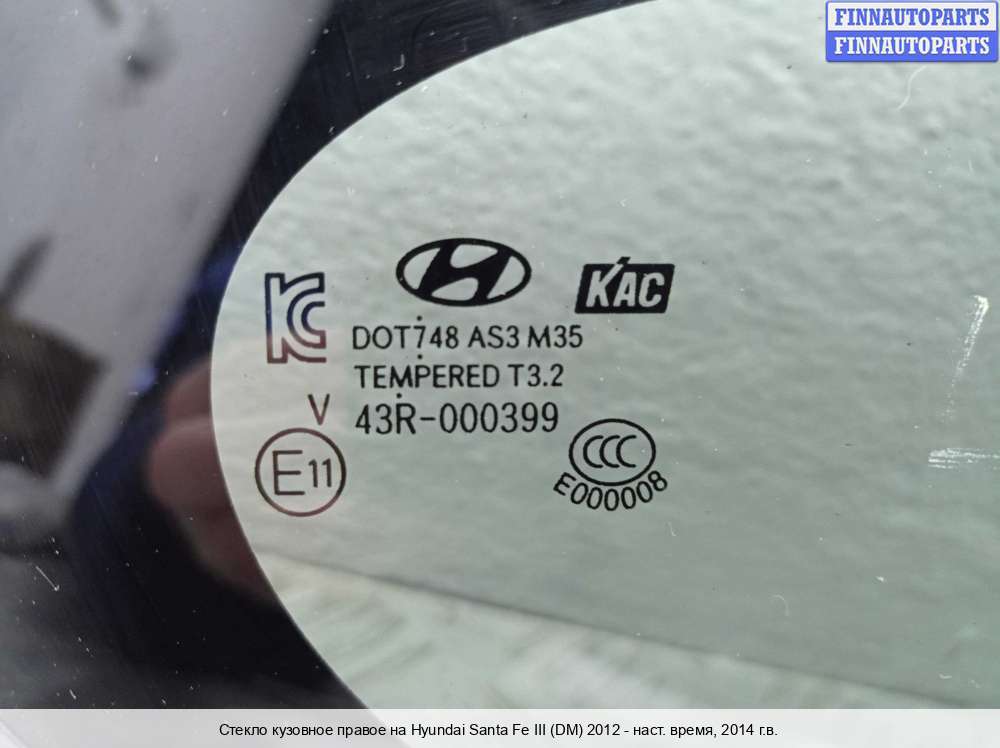 FINNAUTOPARTS
FINNAUTOPARTS
KAC
KC
DOT748 AS3 M35
TEMPERED T3.2
V
43R-000399
E11
CCC
E000008
Стекло кузовное правое на Hyundai Santa Fe III (DM) 2012 - наст. время, 2014 г.в.